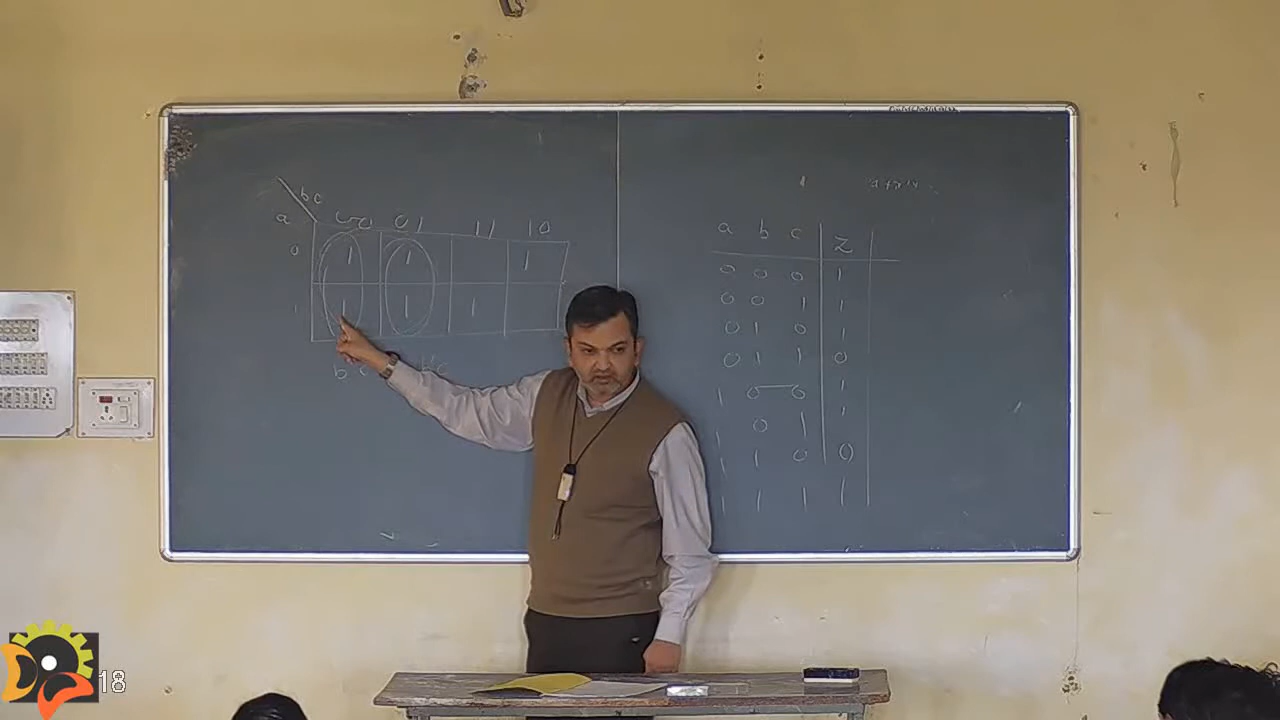 bc
a 00 01 11 10
0 1 1 1
1 1 1 1
b'c
a b c Z
0 0 0 1
0 0 1 1
0 1 0 1
0 1 1 0
1 0 0 1
1 0 1 1
1 1 0 0
1 1 1 1
18